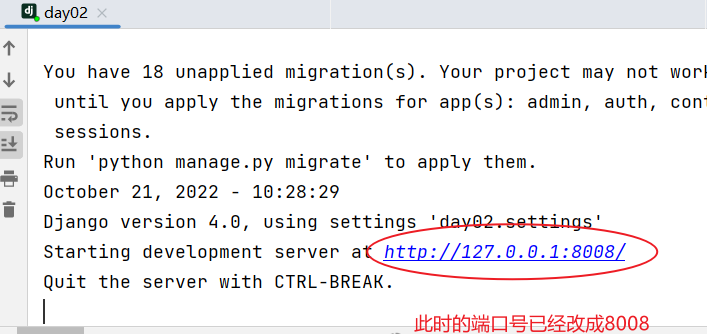 dj day02
You have 18 unapplied migration(s). Your project may not work
until you apply the migrations for app(s): admin, auth, cont
sessions.
Run 'python manage.py migrate' to apply them.
October 21, 2022 - 10:28:29
Django version 4.0, using settings 'day02.settings'
Starting development server at http://127.0.0.1:8008/
Quit the server with CTRL-BREAK.
此时的端口号已经改成8008